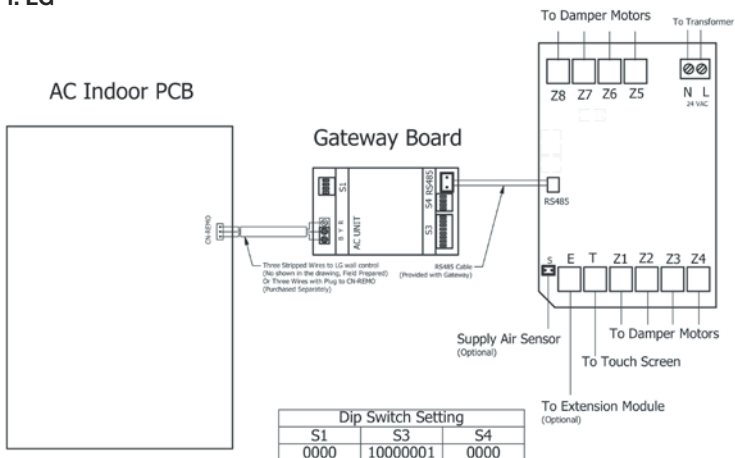 1. LG
To Damper Motors
To Transformer
Z8 Z7 Z6 Z5
N L
24 VAC
AC Indoor PCB
Gateway Board
S1
AC UNIT
B Y R
S4 RS485
S3
RS485
CN-REMO
Three Stripped Wires to LG wall control
(No shown in the drawing, Field Prepared)
Or Three Wires with Plug to CN-REMO
(Purchased Separately)
RS485 Cable
(Provided with Gateway)
S E T Z1 Z2 Z3 Z4
Supply Air Sensor
(Optional)
To Damper Motors
To Touch Screen
To Extension Module
(Optional)
Dip Switch Setting
S1 S3 S4
0000 10000001 0000